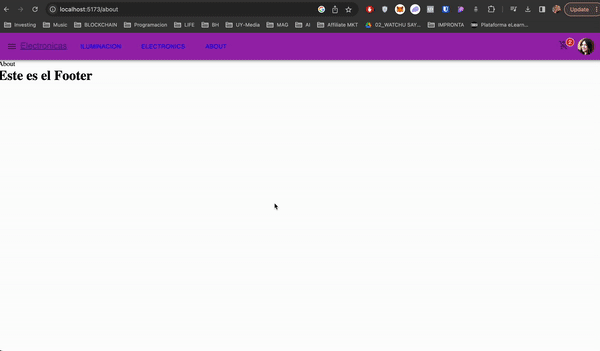 localhost:5173/about
Update
Investing Music BLOCKCHAIN Programacion LIFE BH UY-Media MAG AI Affiliate MKT 02_WATCHU SAY... IMPRONTA Plataforma eLearn...
Electronicas ILUMINACION ELECTRONICS ABOUT 2
About
Este es el Footer